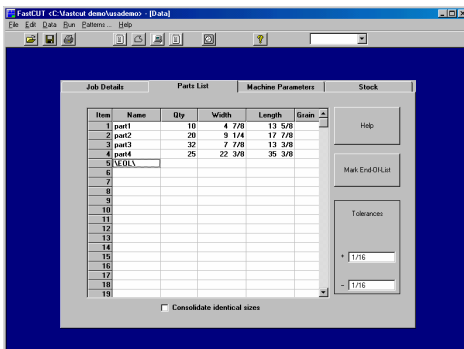 FastCUT <C:\fastcut demo\usademo> - [Data]
File Edit Data Run Patterns... Help
Job Details Parts List Machine Parameters Stock
Item Name Qty Width Length Grain
1 part1 10 4 7/8 13 5/8
2 part2 20 9 1/4 17 7/8
3 part3 32 7 7/8 13 3/8
4 part4 25 22 3/8 35 3/8
5 \EOL\
6
7
8
9
10
11
12
13
14
15
16
17
18
19
Help
Mark End-Of-List
Tolerances
+ 1/16
- 1/16
Consolidate identical sizes